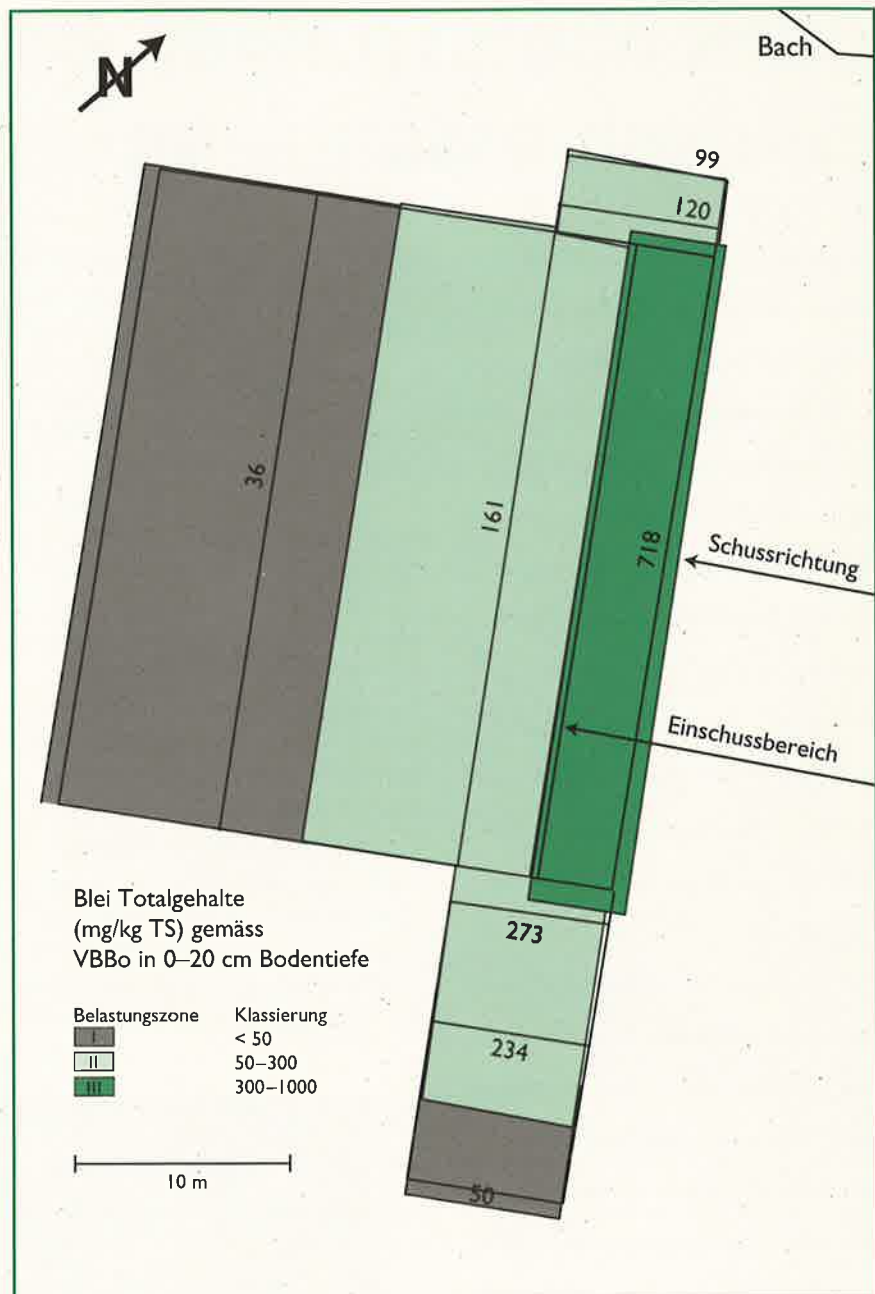 N
Bach
99
120
36
161
718
Schussrichtung
Einschussbereich
273
234
50
Blei Totalgehalte
(mg/kg TS) gemäss
VBBo in 0–20 cm Bodentiefe
Belastungszone Klassierung
I < 50
II 50–300
III 300–1000
10 m